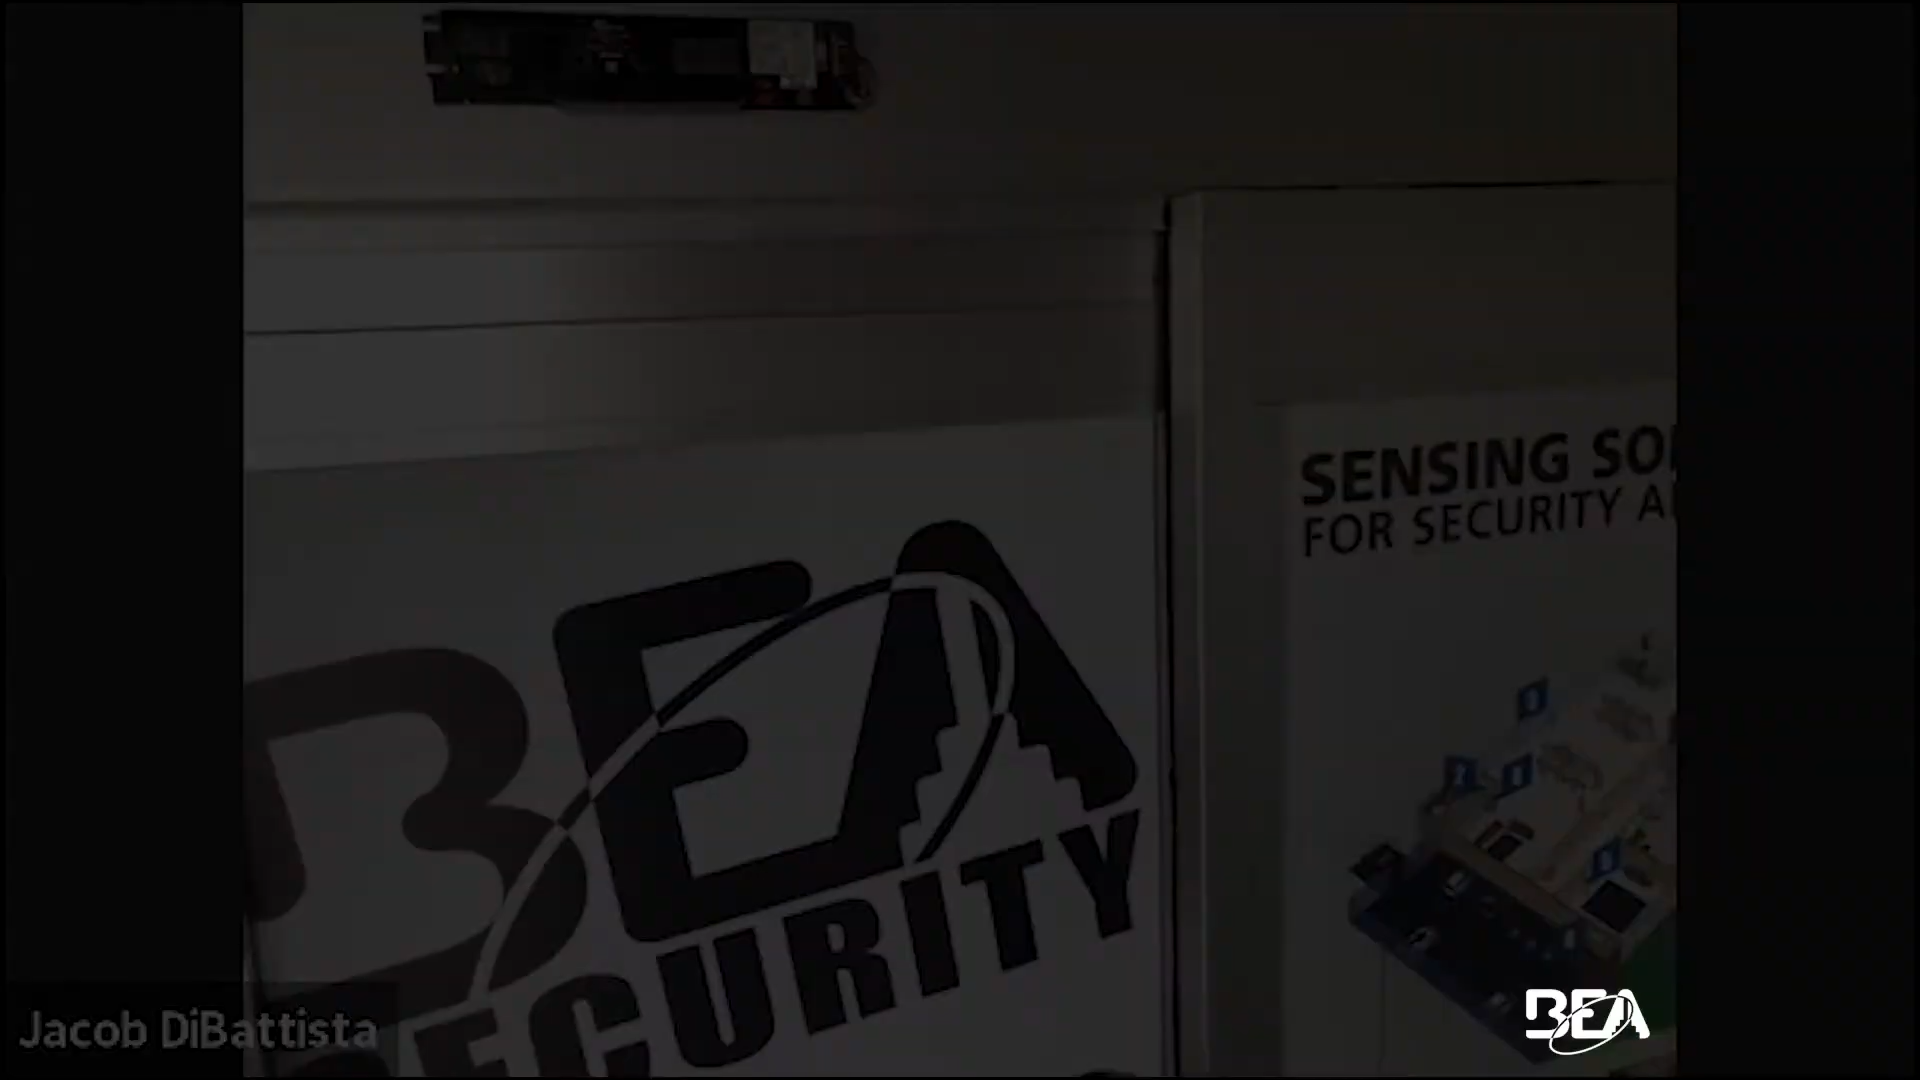 SENSING SO
FOR SECURITY A
BEA
SECURITY
Jacob DiBattista
BEA